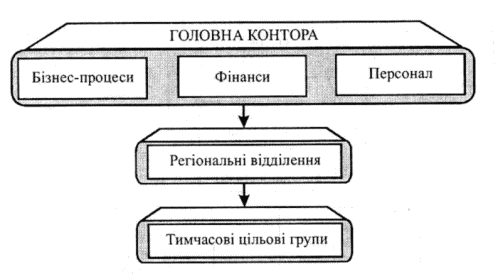 ГОЛОВНА КОНТОРА
Бізнес-процеси
Фінанси
Персонал
Регіональні відділення
Тимчасові цільові групи